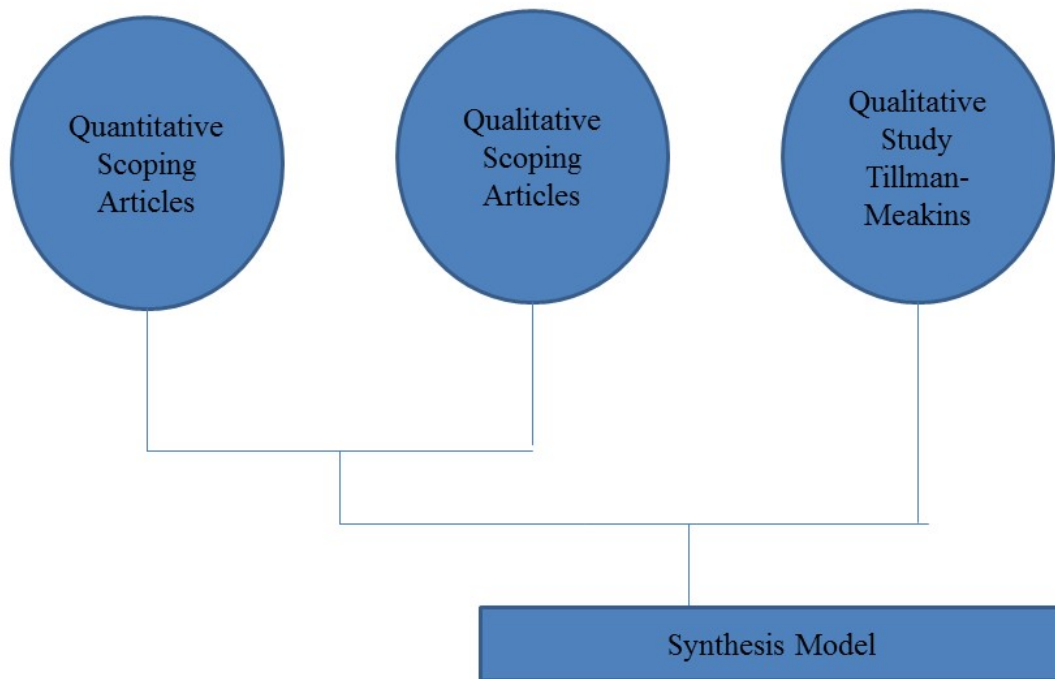 Quantitative
Scoping
Articles
Qualitative
Scoping
Articles
Qualitative
Study
Tillman-
Meakins
Synthesis Model